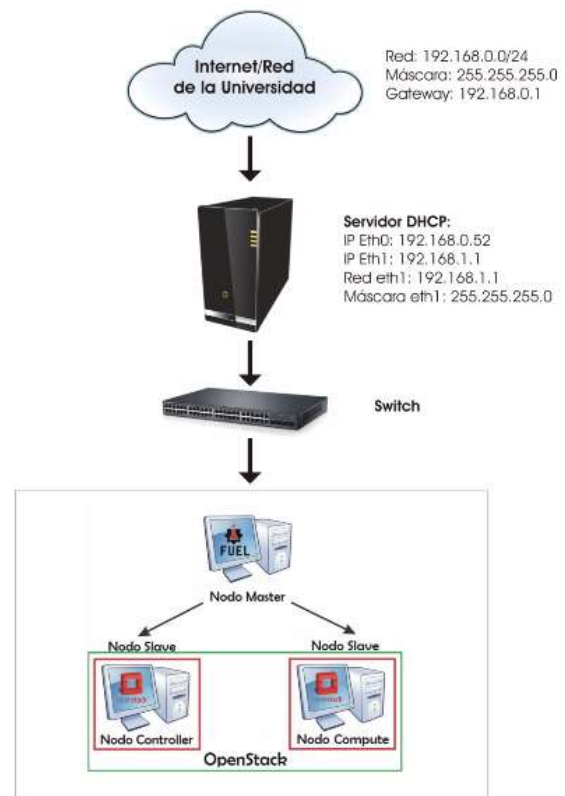 Internet/Red
de la Universidad
Red: 192.168.0.0/24
Máscara: 255.255.255.0
Gateway: 192.168.0.1
Servidor DHCP:
IP Eth0: 192.168.0.52
IP Eth1: 192.168.1.1
Red eth1: 192.168.1.1
Máscara eth1: 255.255.255.0
Switch
FUEL
Nodo Master
Nodo Slave
Nodo Slave
openstack
openstack
Nodo Controller
Nodo Compute
OpenStack